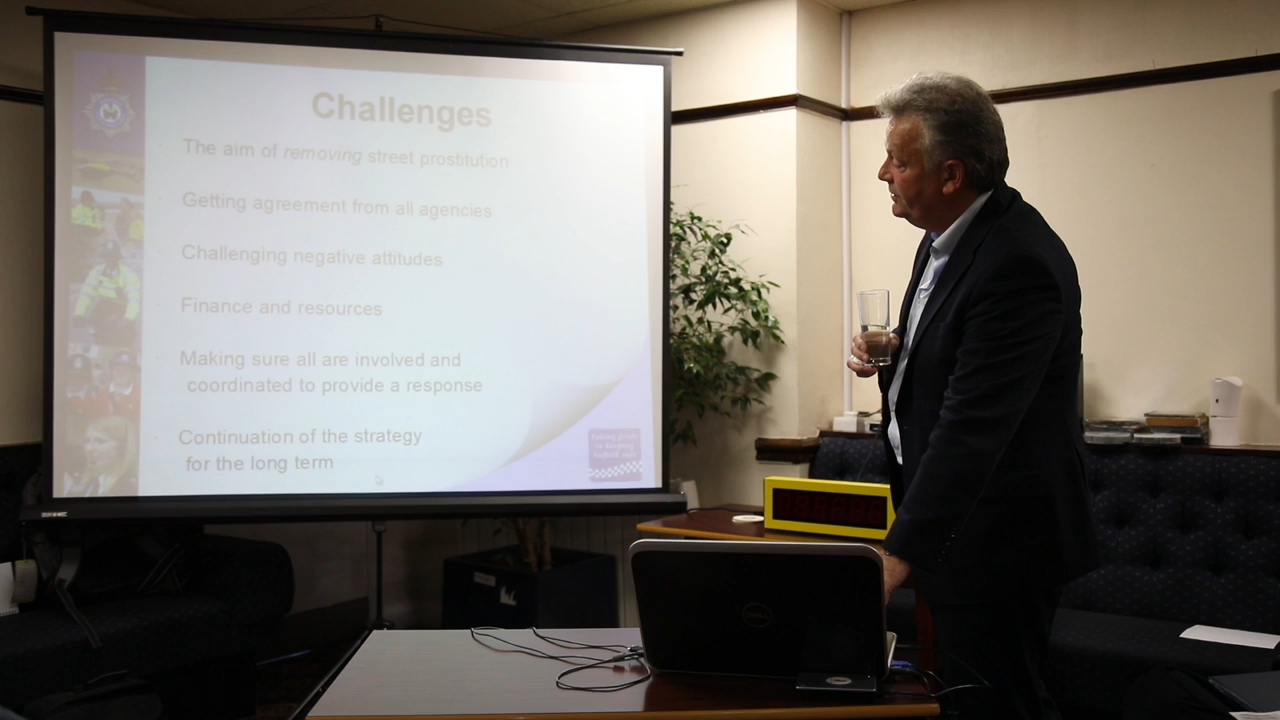 Challenges
The aim of removing street prostitution
Getting agreement from all agencies
Challenging negative attitudes
Finance and resources
Making sure all are involved and
coordinated to provide a response
Continuation of the strategy
for the long term
DELL